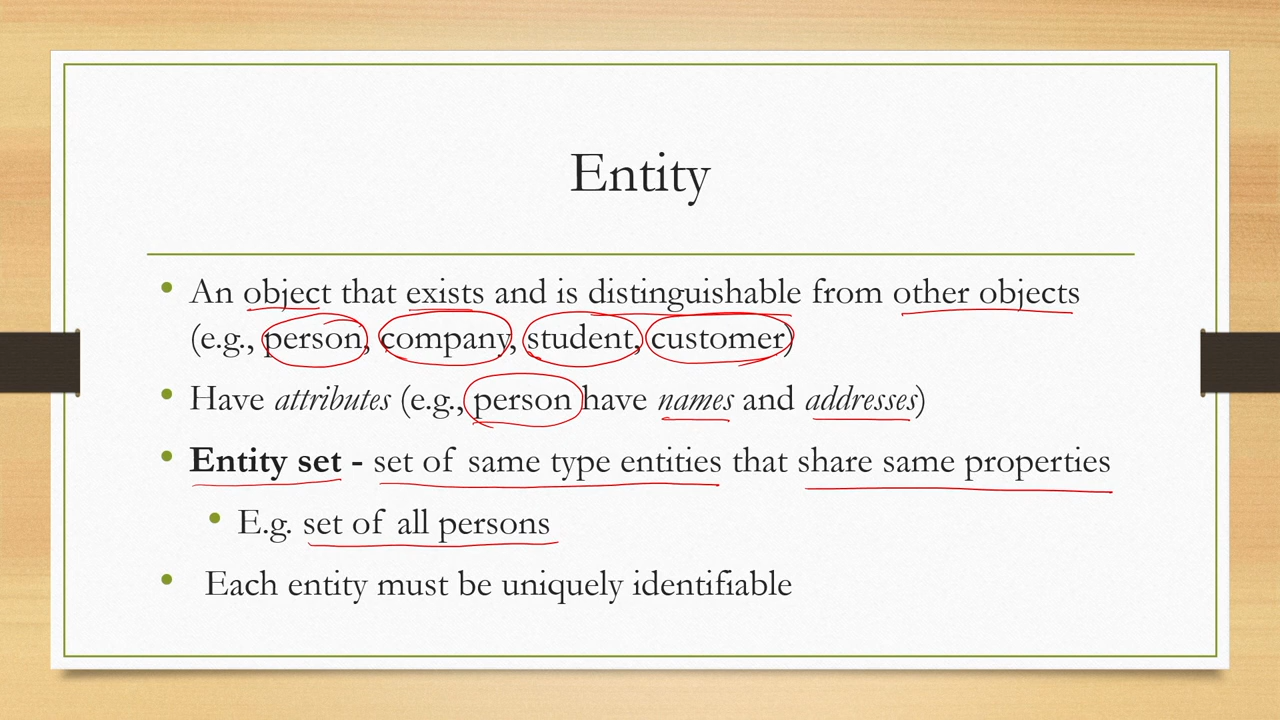 Entity
• An object that exists and is distinguishable from other objects
(e.g., person, company, student, customer)
• Have attributes (e.g., person have names and addresses)
• Entity set - set of same type entities that share same properties
• E.g. set of all persons
• Each entity must be uniquely identifiable